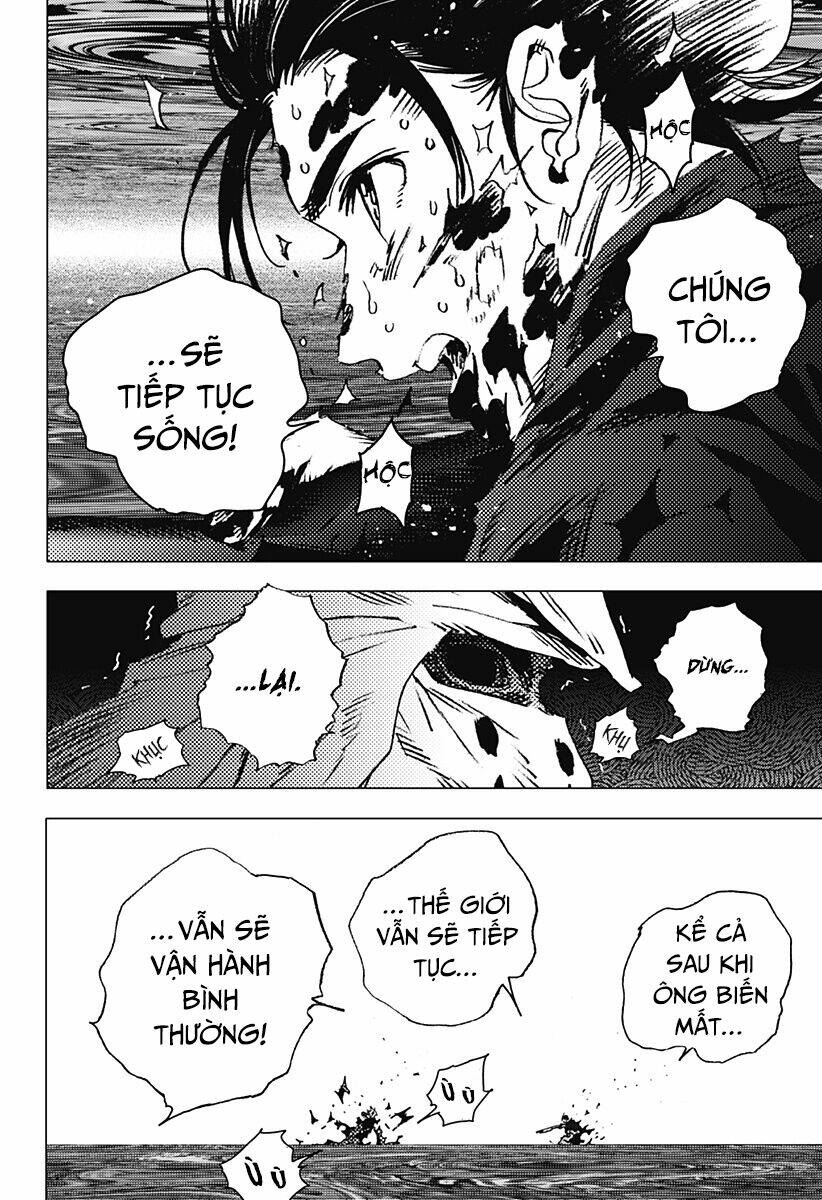 HỘC
CHÚNG
TÔI...
...SẼ
TIẾP TỤC
SỐNG!
HỘC
DỪNG...
KHỤ
...LẠI.
KHỤC
KỂ CẢ
SAU KHI
ÔNG BIẾN
MẤT...
...THẾ GIỚI
VẪN SẼ TIẾP
TỤC...
...VẪN SẼ
VẬN HÀNH
BÌNH
THƯỜNG!
Ù Ù
Ù Ù